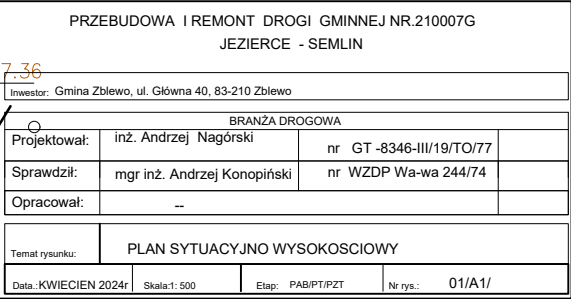 PRZEBUDOWA I REMONT DROGI GMINNEJ NR.210007G
JEZIERCE - SEMLIN
7.36
Inwestor: Gmina Zblewo, ul. Główna 40, 83-210 Zblewo
BRANŻA DROGOWA
Projektował: inż. Andrzej Nagórski nr GT -8346-III/19/TO/77
Sprawdził: mgr inż. Andrzej Konopiński nr WZDP Wa-wa 244/74
Opracował: --
Temat rysunku: PLAN SYTUACYJNO WYSOKOSCIOWY
Data.:KWIECIEN 2024r Skala:1: 500 Etap: PAB/PT/PZT Nr rys.: 01/A1/